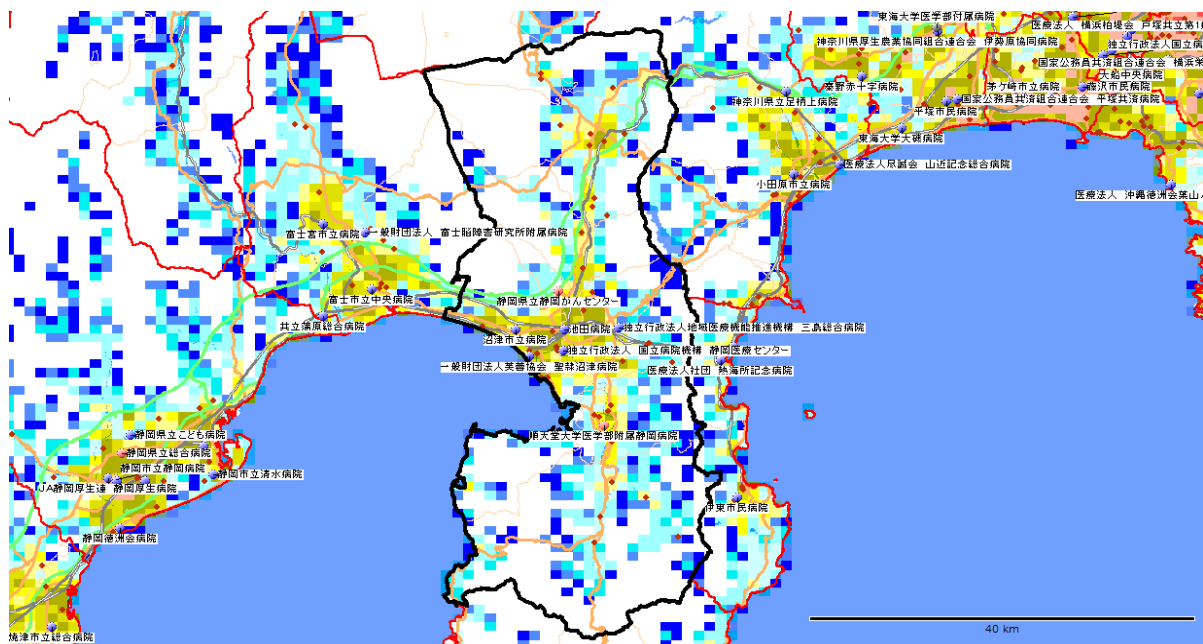 東海大学医学部付属病院
医療法人 横浜柏堤会 戸塚共立第1
神奈川県厚生農業協同組合連合会 伊勢原協同病院
独立行政法人国立病
国家公務員共済組合連合会 横浜栄
大船中央病院
秦野赤十字病院
茅ケ崎市立病院
藤沢市民病院
神奈川県立足柄上病院
国家公務員共済組合連合会 平塚共済病院
平塚市民病院
東海大学大磯病院
医療法人尽誠会 山近記念総合病院
小田原市立病院
医療法人 沖縄徳洲会葉山
富士宮市立病院
一般財団法人 富士脳障害研究所附属病院
富士市立中央病院
静岡県立静岡がんセンター
共立蒲原総合病院
沼津市立病院
池田病院
独立行政法人地域医療機能推進機構 三島総合病院
独立行政法人 国立病院機構 静岡医療センター
一般財団法人芙蓉協会 聖隷沼津病院
医療法人社団 熱海所記念病院
順天堂大学医学部附属静岡病院
静岡県立こども病院
静岡県立総合病院
静岡市立静岡病院
静岡市立清水病院
JA静岡厚生連 静岡厚生病院
伊東市民病院
静岡徳洲会病院
焼津市立総合病院
40 km